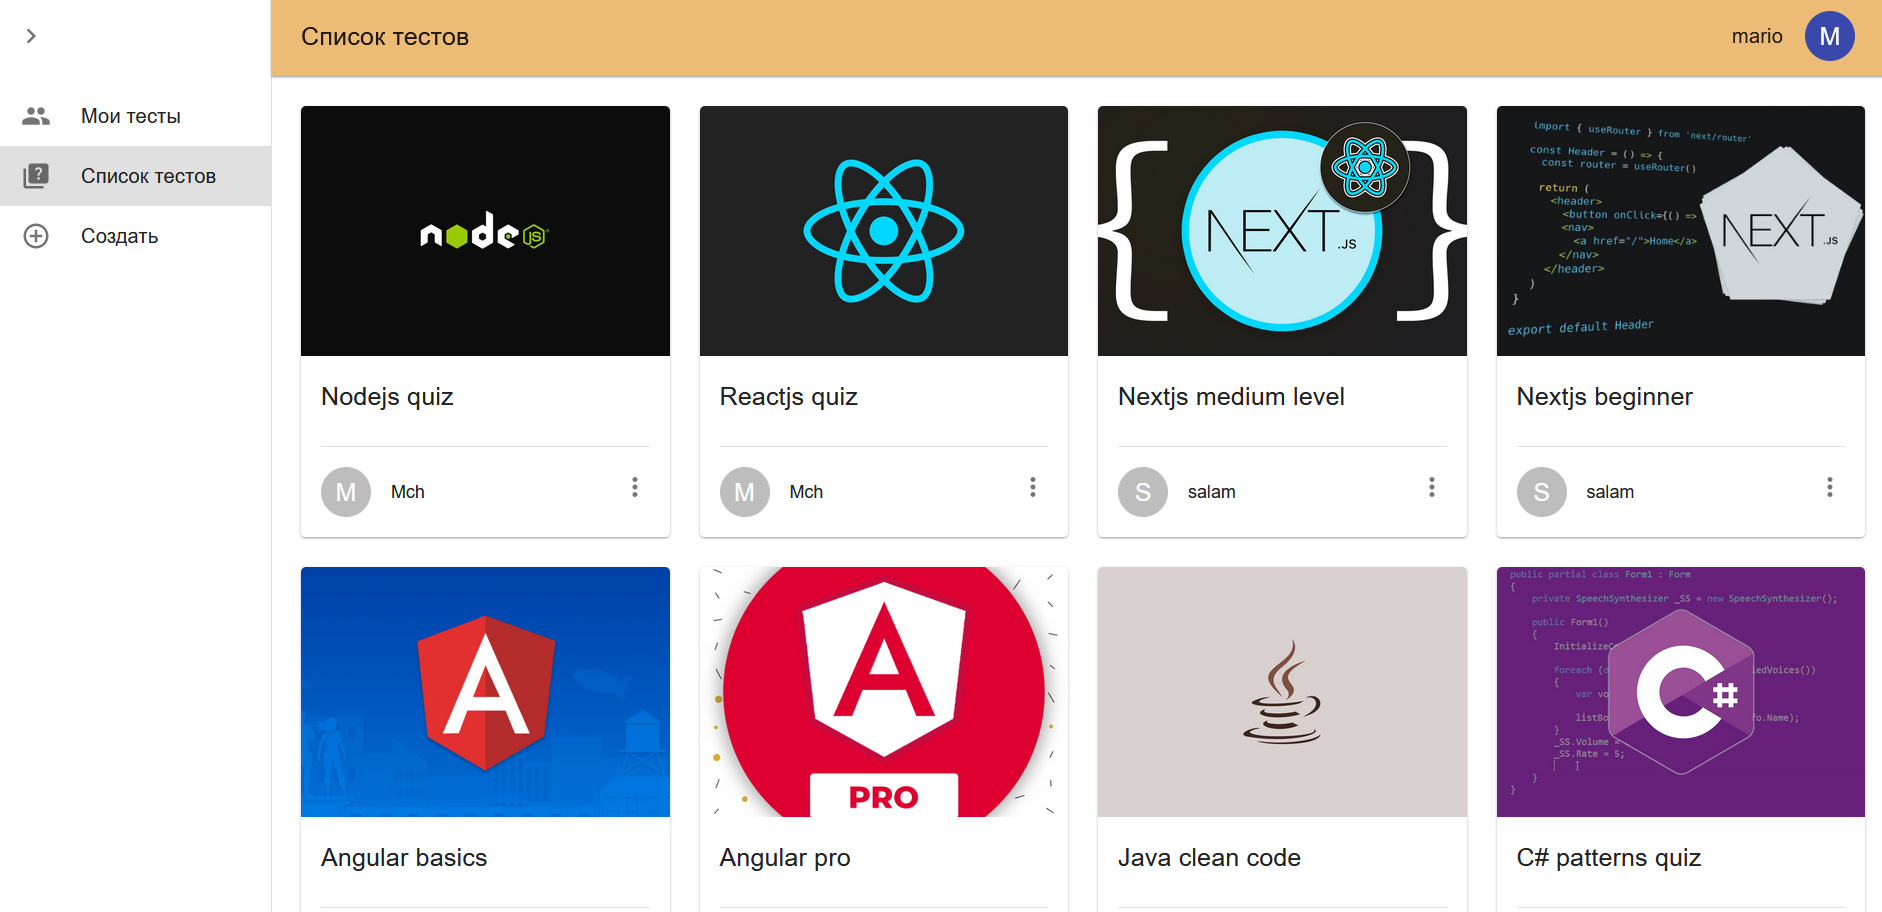 Список тестов
mario
M
Мои тесты
Список тестов
Создать
node
JS
NEXT.JS
import { useRouter } from 'next/router'
const Header = () => {
const router = useRouter()
return (
<header>
<button onClick={() =>
<nav>
<a href="/">Home</a>
</nav>
</header>
)
}
export default Header
NEXT.JS
Nodejs quiz
Reactjs quiz
Nextjs medium level
Nextjs beginner
M
Mch
M
Mch
S
salam
S
salam
A
A
PRO
public partial class Form1 : Form
{
private SpeechSynthesizer _SS = new SpeechSynthesizer();
public Form1()
{
foreach (
ledVoices())
{
var
fo.Name);
}
_SS.Volume =
_SS.Rate = 5;
}
}
C#
Angular basics
Angular pro
Java clean code
C# patterns quiz